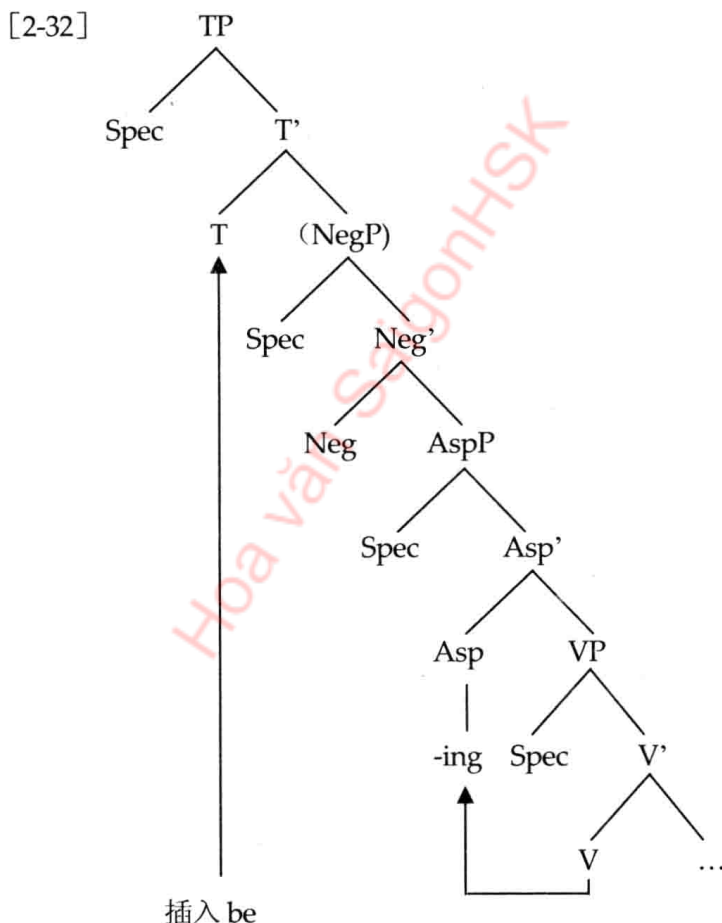 ［2-32］ TP
Spec T’
T （NegP)
Spec Neg’
Neg AspP
Spec Asp’
Asp VP
-ing Spec V’
V …
插入 be
Hoa văn SaigonHSK